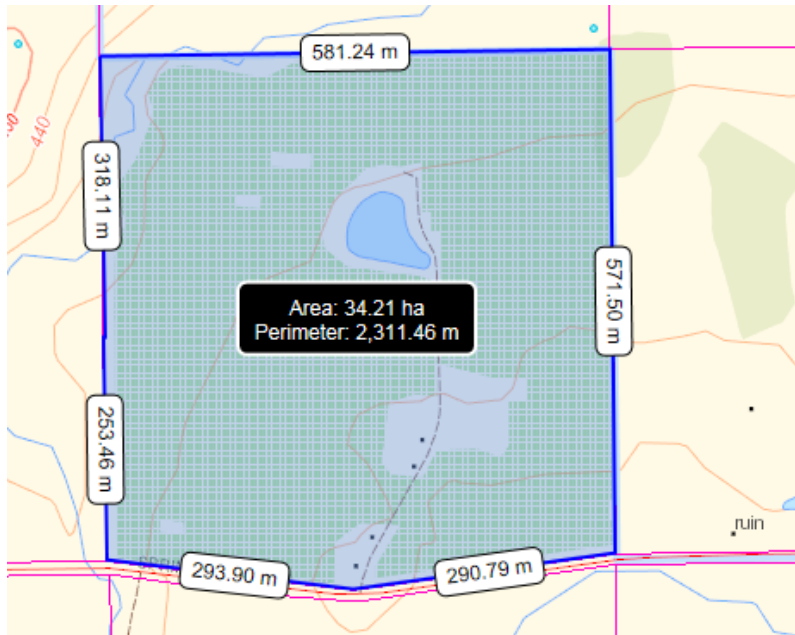 581.24 m
440
318.11 m
571.50 m
Area: 34.21 ha
Perimeter: 2,311.46 m
253.46 m
ruin
293.90 m
290.79 m